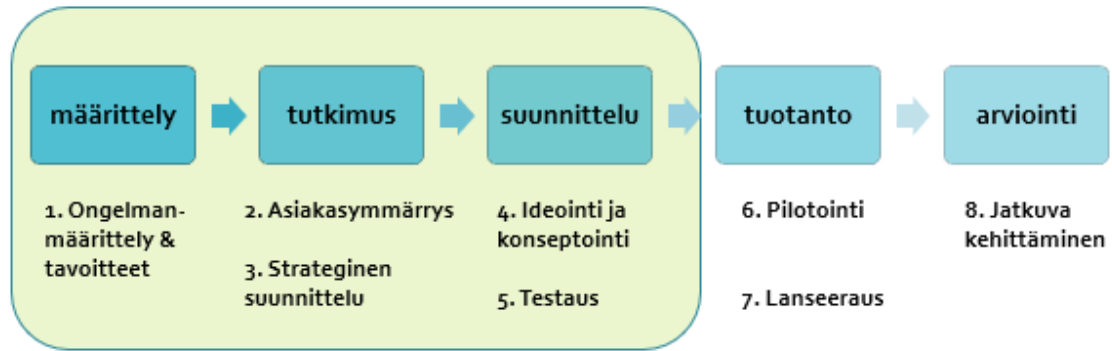 määrittely
tutkimus
suunnittelu
tuotanto
arviointi
1. Ongelman-
määrittely &
tavoitteet
2. Asiakasymmärrys
3. Strateginen
suunnittelu
4. Ideointi ja
konseptointi
5. Testaus
6. Pilotointi
7. Lanseeraus
8. Jatkuva
kehittäminen